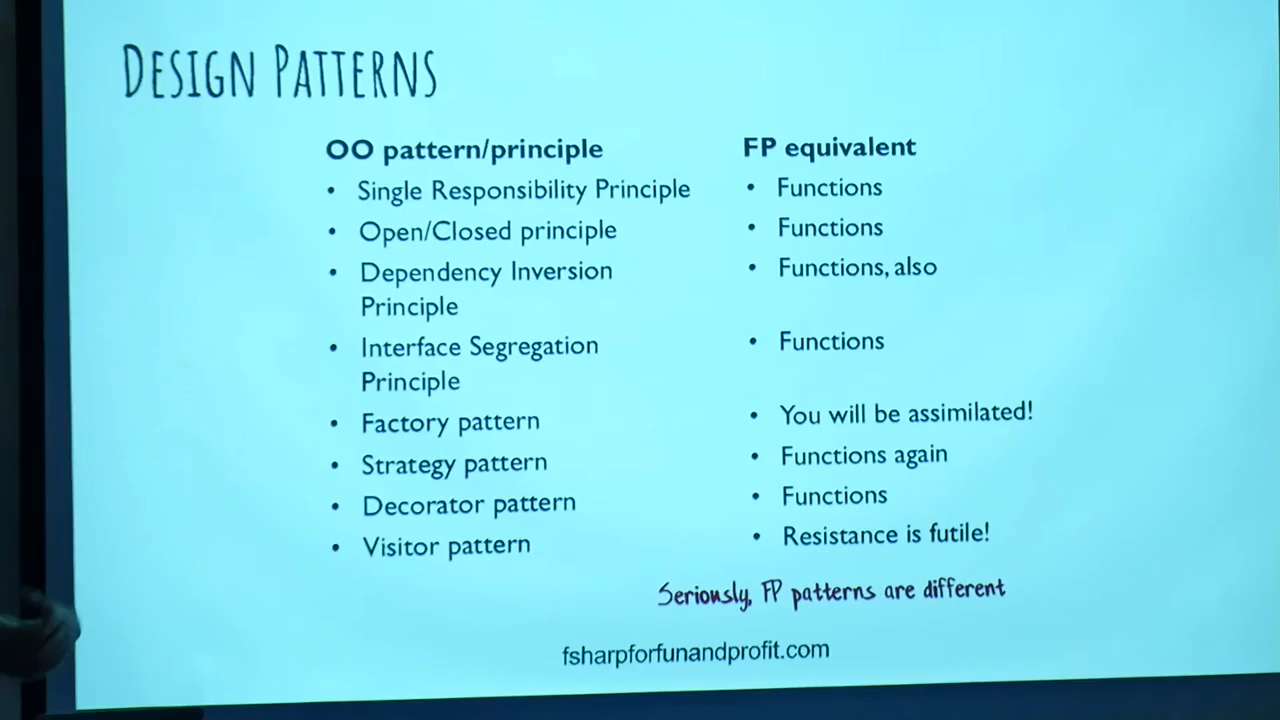 DESIGN PATTERNS
OO pattern/principle
• Single Responsibility Principle
• Open/Closed principle
• Dependency Inversion
Principle
• Interface Segregation
Principle
• Factory pattern
• Strategy pattern
• Decorator pattern
• Visitor pattern
FP equivalent
• Functions
• Functions
• Functions, also
• Functions
• You will be assimilated!
• Functions again
• Functions
• Resistance is futile!
Seriously, FP patterns are different
fsharpforfunandprofit.com